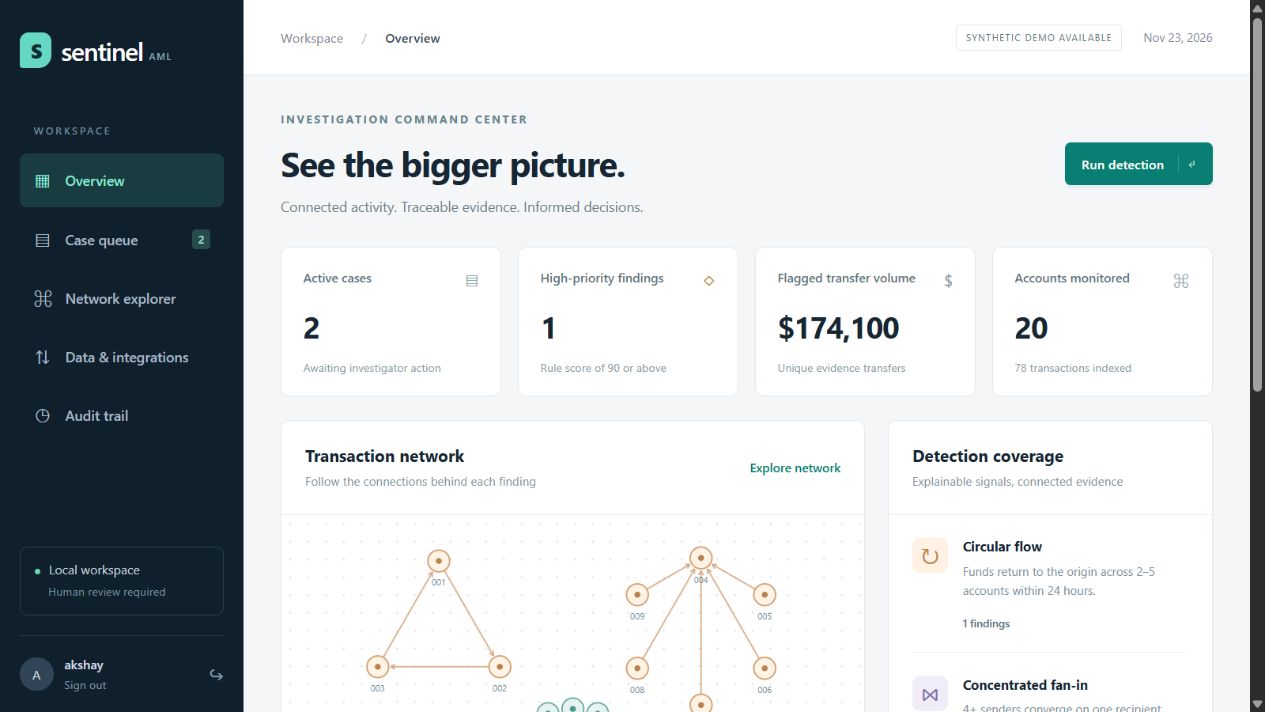 S sentinel AML
WORKSPACE
Overview
Case queue 2
Network explorer
Data & integrations
Audit trail
Local workspace
Human review required
A akshay
Sign out
Workspace / Overview
SYNTHETIC DEMO AVAILABLE Nov 23, 2026
INVESTIGATION COMMAND CENTER
See the bigger picture.
Connected activity. Traceable evidence. Informed decisions.
Run detection
Active cases
2
Awaiting investigator action
High-priority findings
1
Rule score of 90 or above
Flagged transfer volume $
$174,100
Unique evidence transfers
Accounts monitored
20
78 transactions indexed
Transaction network
Follow the connections behind each finding
Explore network
001
003
002
004
009
005
008
006
Detection coverage
Explainable signals, connected evidence
Circular flow
Funds return to the origin across 2–5
accounts within 24 hours.
1 findings
Concentrated fan-in
4+ senders converge on one recipient